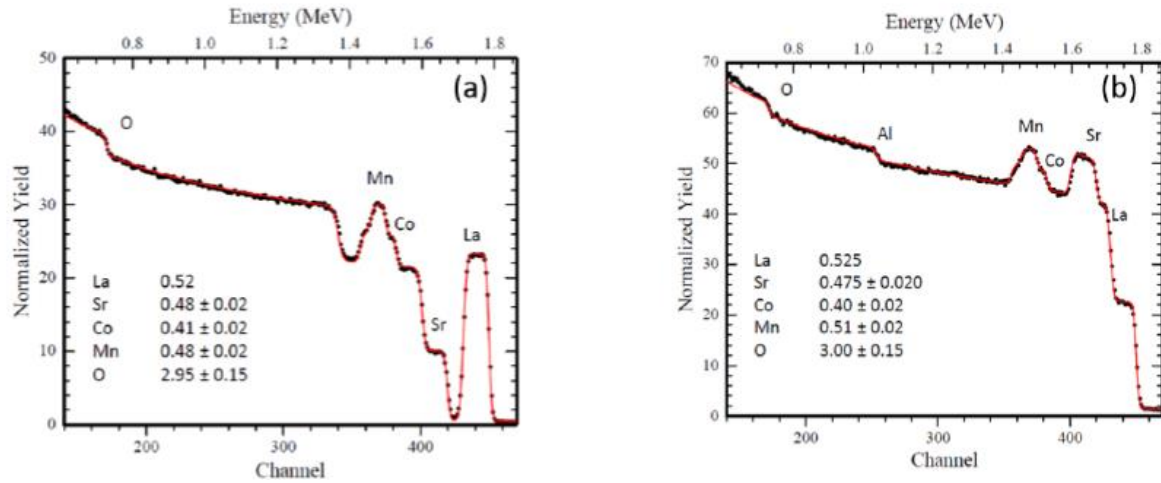 Energy (MeV)
0.8 1.0 1.2 1.4 1.6 1.8
(a)
50
40
30
20
10
0
Normalized Yield
O
Mn
Co
La
Sr
La 0.52
Sr 0.48 ± 0.02
Co 0.41 ± 0.02
Mn 0.48 ± 0.02
O 2.95 ± 0.15
200 300 400
Channel
Energy (MeV)
0.8 1.0 1.2 1.4 1.6 1.8
(b)
70
60
50
40
30
20
10
0
Normalized Yield
O
Al
Mn
Co
Sr
La
La 0.525
Sr 0.475 ± 0.020
Co 0.40 ± 0.02
Mn 0.51 ± 0.02
O 3.00 ± 0.15
200 300 400
Channel